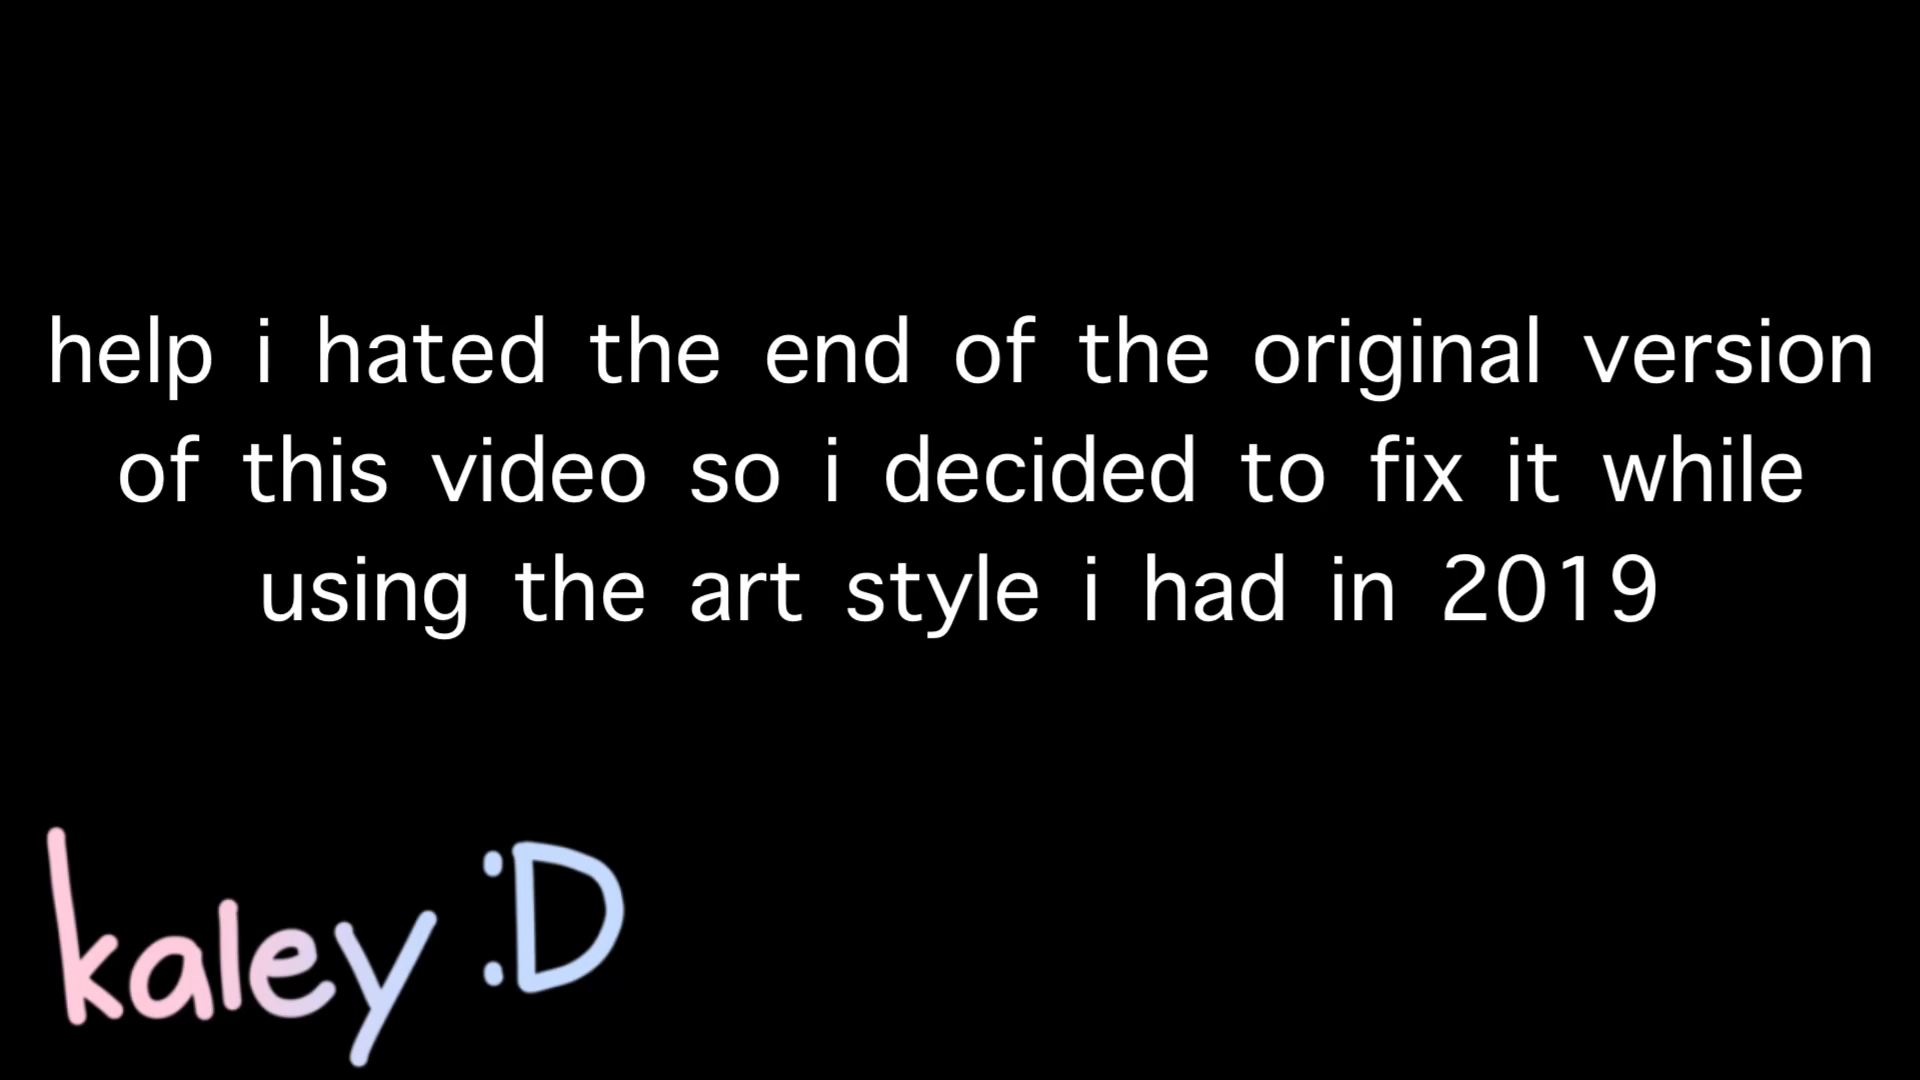 help i hated the end of the original version
of this video so i decided to fix it while
using the art style i had in 2019
kaley :D